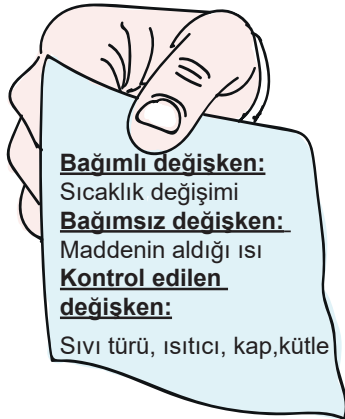 Bağımlı değişken:
Sıcaklık değişimi
Bağımsız değişken:
Maddenin aldığı ısı
Kontrol edilen
değişken:
Sıvı türü, ısıtıcı, kap,kütle